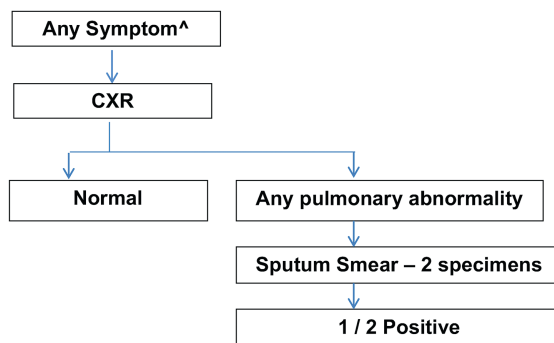 Any Symptom^
CXR
Normal
Any pulmonary abnormality
Sputum Smear – 2 specimens
1 / 2 Positive